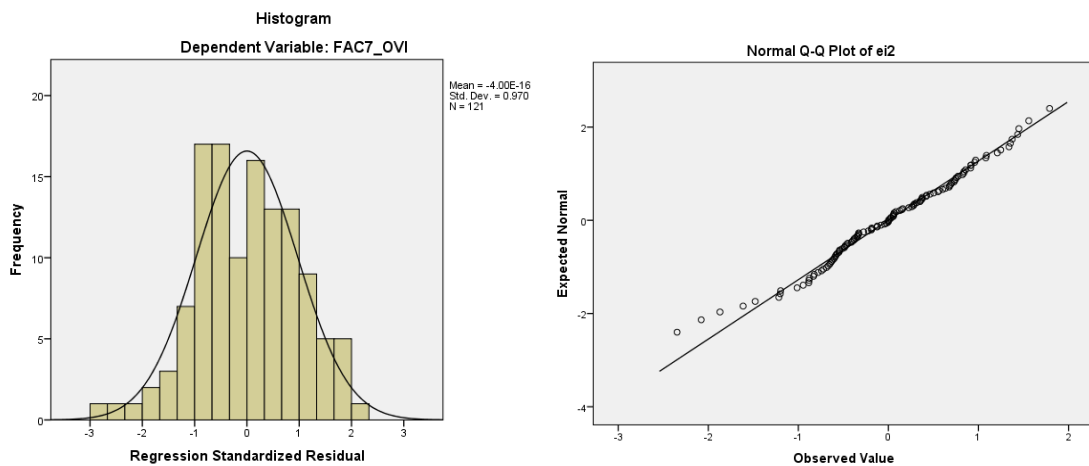 Histogram
Dependent Variable: FAC7_OVI
Mean = -4.00E-16
Std. Dev. = 0.970
N = 121
Frequency
20
15
10
5
0
-3 -2 -1 0 1 2 3
Regression Standardized Residual
Normal Q-Q Plot of ei2
Expected Normal
2
0
-2
-4
-3 -2 -1 0 1 2
Observed Value